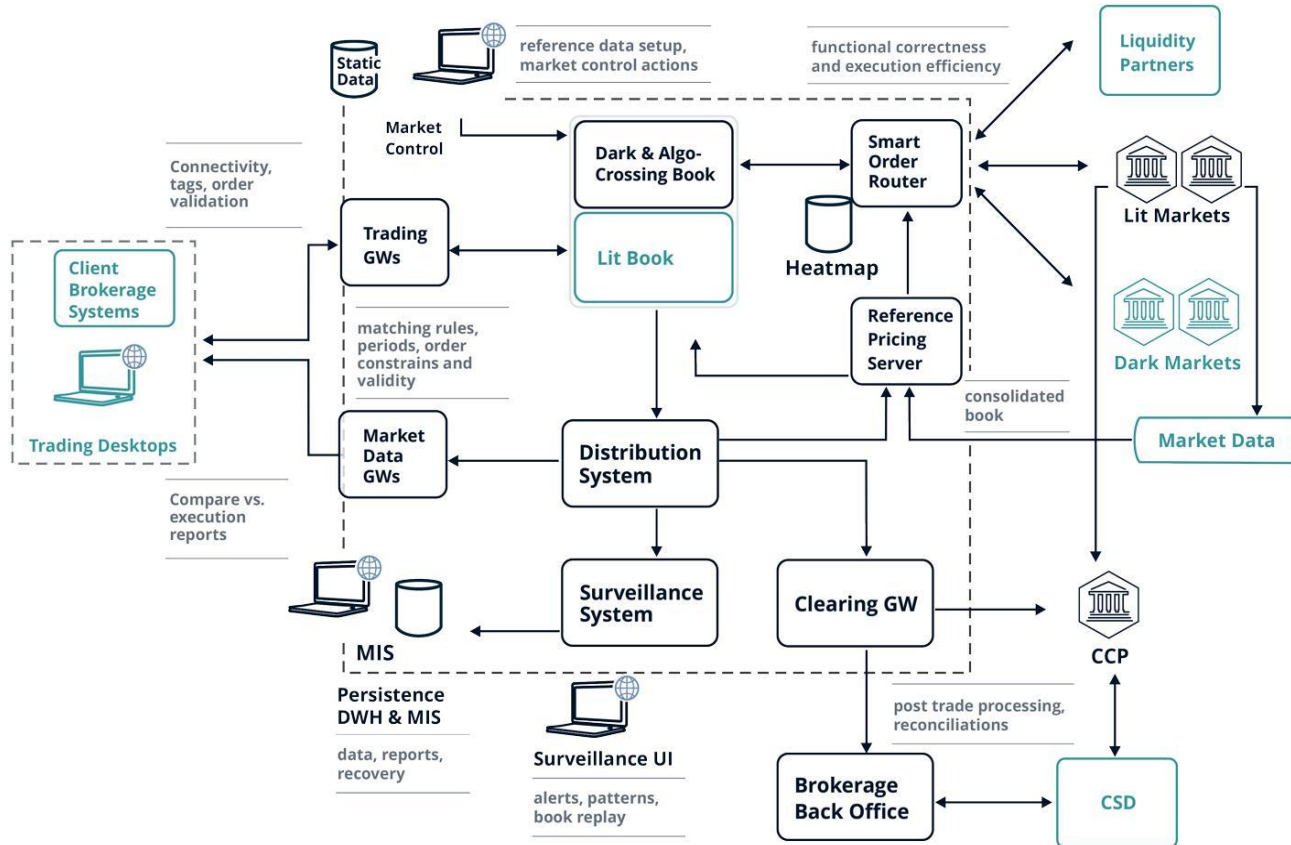 Static
Data
reference data setup,
market control actions
functional correctness
and execution efficiency
Liquidity
Partners
Market
Control
Dark & Algo-
Crossing Book
Smart
Order
Router
Connectivity,
tags, order
validation
Lit Markets
Trading
GWs
Lit Book
Heatmap
Client
Brokerage
Systems
matching rules,
periods, order
constrains and
validity
Reference
Pricing
Server
Dark Markets
consolidated
book
Trading Desktops
Market
Data
GWs
Distribution
System
Market Data
Compare vs.
execution
reports
Surveillance
System
Clearing GW
MIS
CCP
Persistence
DWH & MIS
data, reports,
recovery
Surveillance UI
alerts, patterns,
book replay
post trade processing,
reconciliations
Brokerage
Back Office
CSD